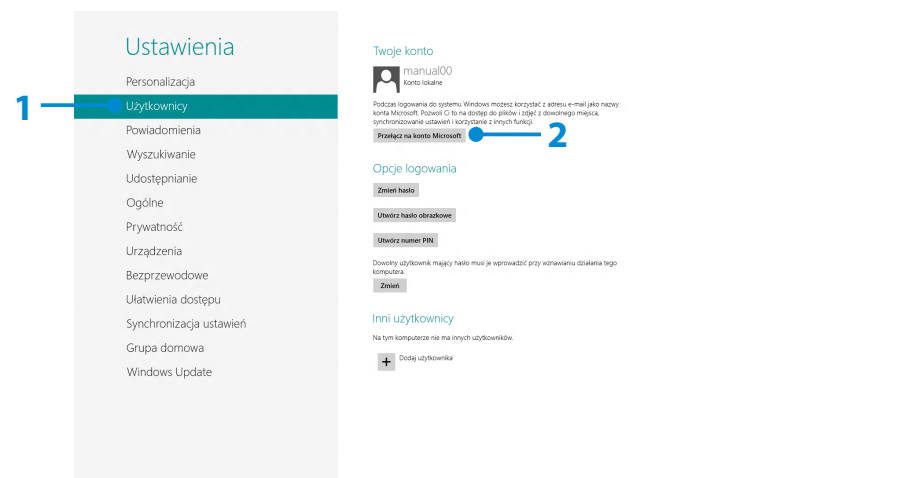 Ustawienia
Personalizacja
1
Użytkownicy
Powiadomienia
Wyszukiwanie
Udostępnianie
Ogólne
Prywatność
Urządzenia
Bezprzewodowe
Ułatwienia dostępu
Synchronizacja ustawień
Grupa domowa
Windows Update
Twoje konto
manual00
Konto lokalne
Podczas logowania do systemu Windows możesz korzystać z adresu e-mail jako nazwy
konta Microsoft. Pozwoli Ci to na dostęp do plików i zdjęć z dowolnego miejsca,
synchronizowanie ustawień i korzystanie z innych funkcji.
Przełącz na konto Microsoft
2
Opcje logowania
Zmień hasło
Utwórz hasło obrazkowe
Utwórz numer PIN
Dowolny użytkownik mający hasło musi je wprowadzić przy wznawianiu działania tego
komputera.
Zmień
Inni użytkownicy
Na tym komputerze nie ma innych użytkowników.
+ Dodaj użytkownika